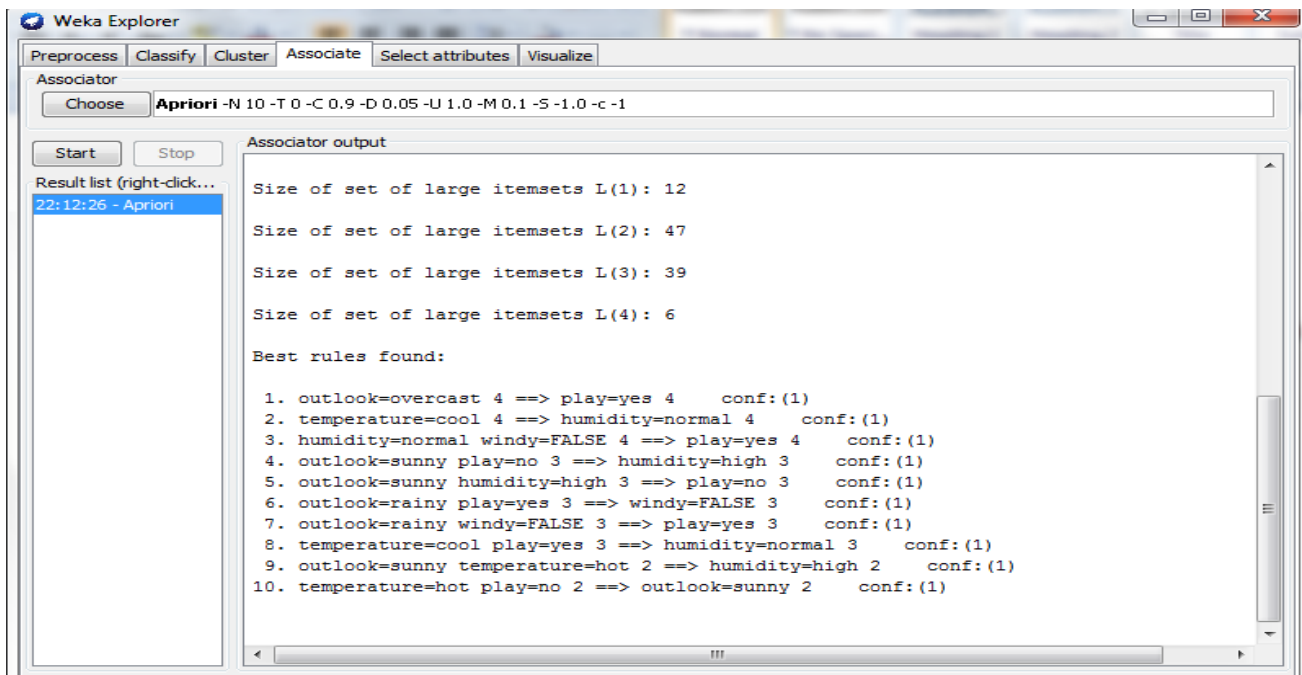 Weka Explorer
Preprocess Classify Cluster Associate Select attributes Visualize
Associator
Choose Apriori -N 10 -T 0 -C 0.9 -D 0.05 -U 1.0 -M 0.1 -S -1.0 -c -1
Start Stop
Associator output
Result list (right-click...
22:12:26 - Apriori
Size of set of large itemsets L(1): 12
Size of set of large itemsets L(2): 47
Size of set of large itemsets L(3): 39
Size of set of large itemsets L(4): 6
Best rules found:
1. outlook=overcast 4 ==> play=yes 4 conf:(1)
2. temperature=cool 4 ==> humidity=normal 4 conf:(1)
3. humidity=normal windy=FALSE 4 ==> play=yes 4 conf:(1)
4. outlook=sunny play=no 3 ==> humidity=high 3 conf:(1)
5. outlook=sunny humidity=high 3 ==> play=no 3 conf:(1)
6. outlook=rainy play=yes 3 ==> windy=FALSE 3 conf:(1)
7. outlook=rainy windy=FALSE 3 ==> play=yes 3 conf:(1)
8. temperature=cool play=yes 3 ==> humidity=normal 3 conf:(1)
9. outlook=sunny temperature=hot 2 ==> humidity=high 2 conf:(1)
10. temperature=hot play=no 2 ==> outlook=sunny 2 conf:(1)